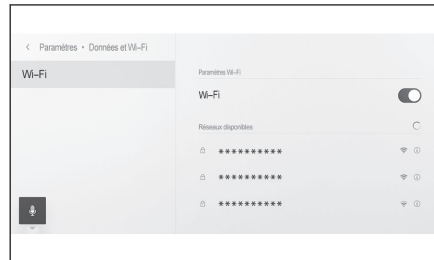 < Paramètres • Données et Wi-Fi
Wi-Fi
Paramètres Wi-Fi
Wi-Fi
Réseaux disponibles
**********
**********
**********